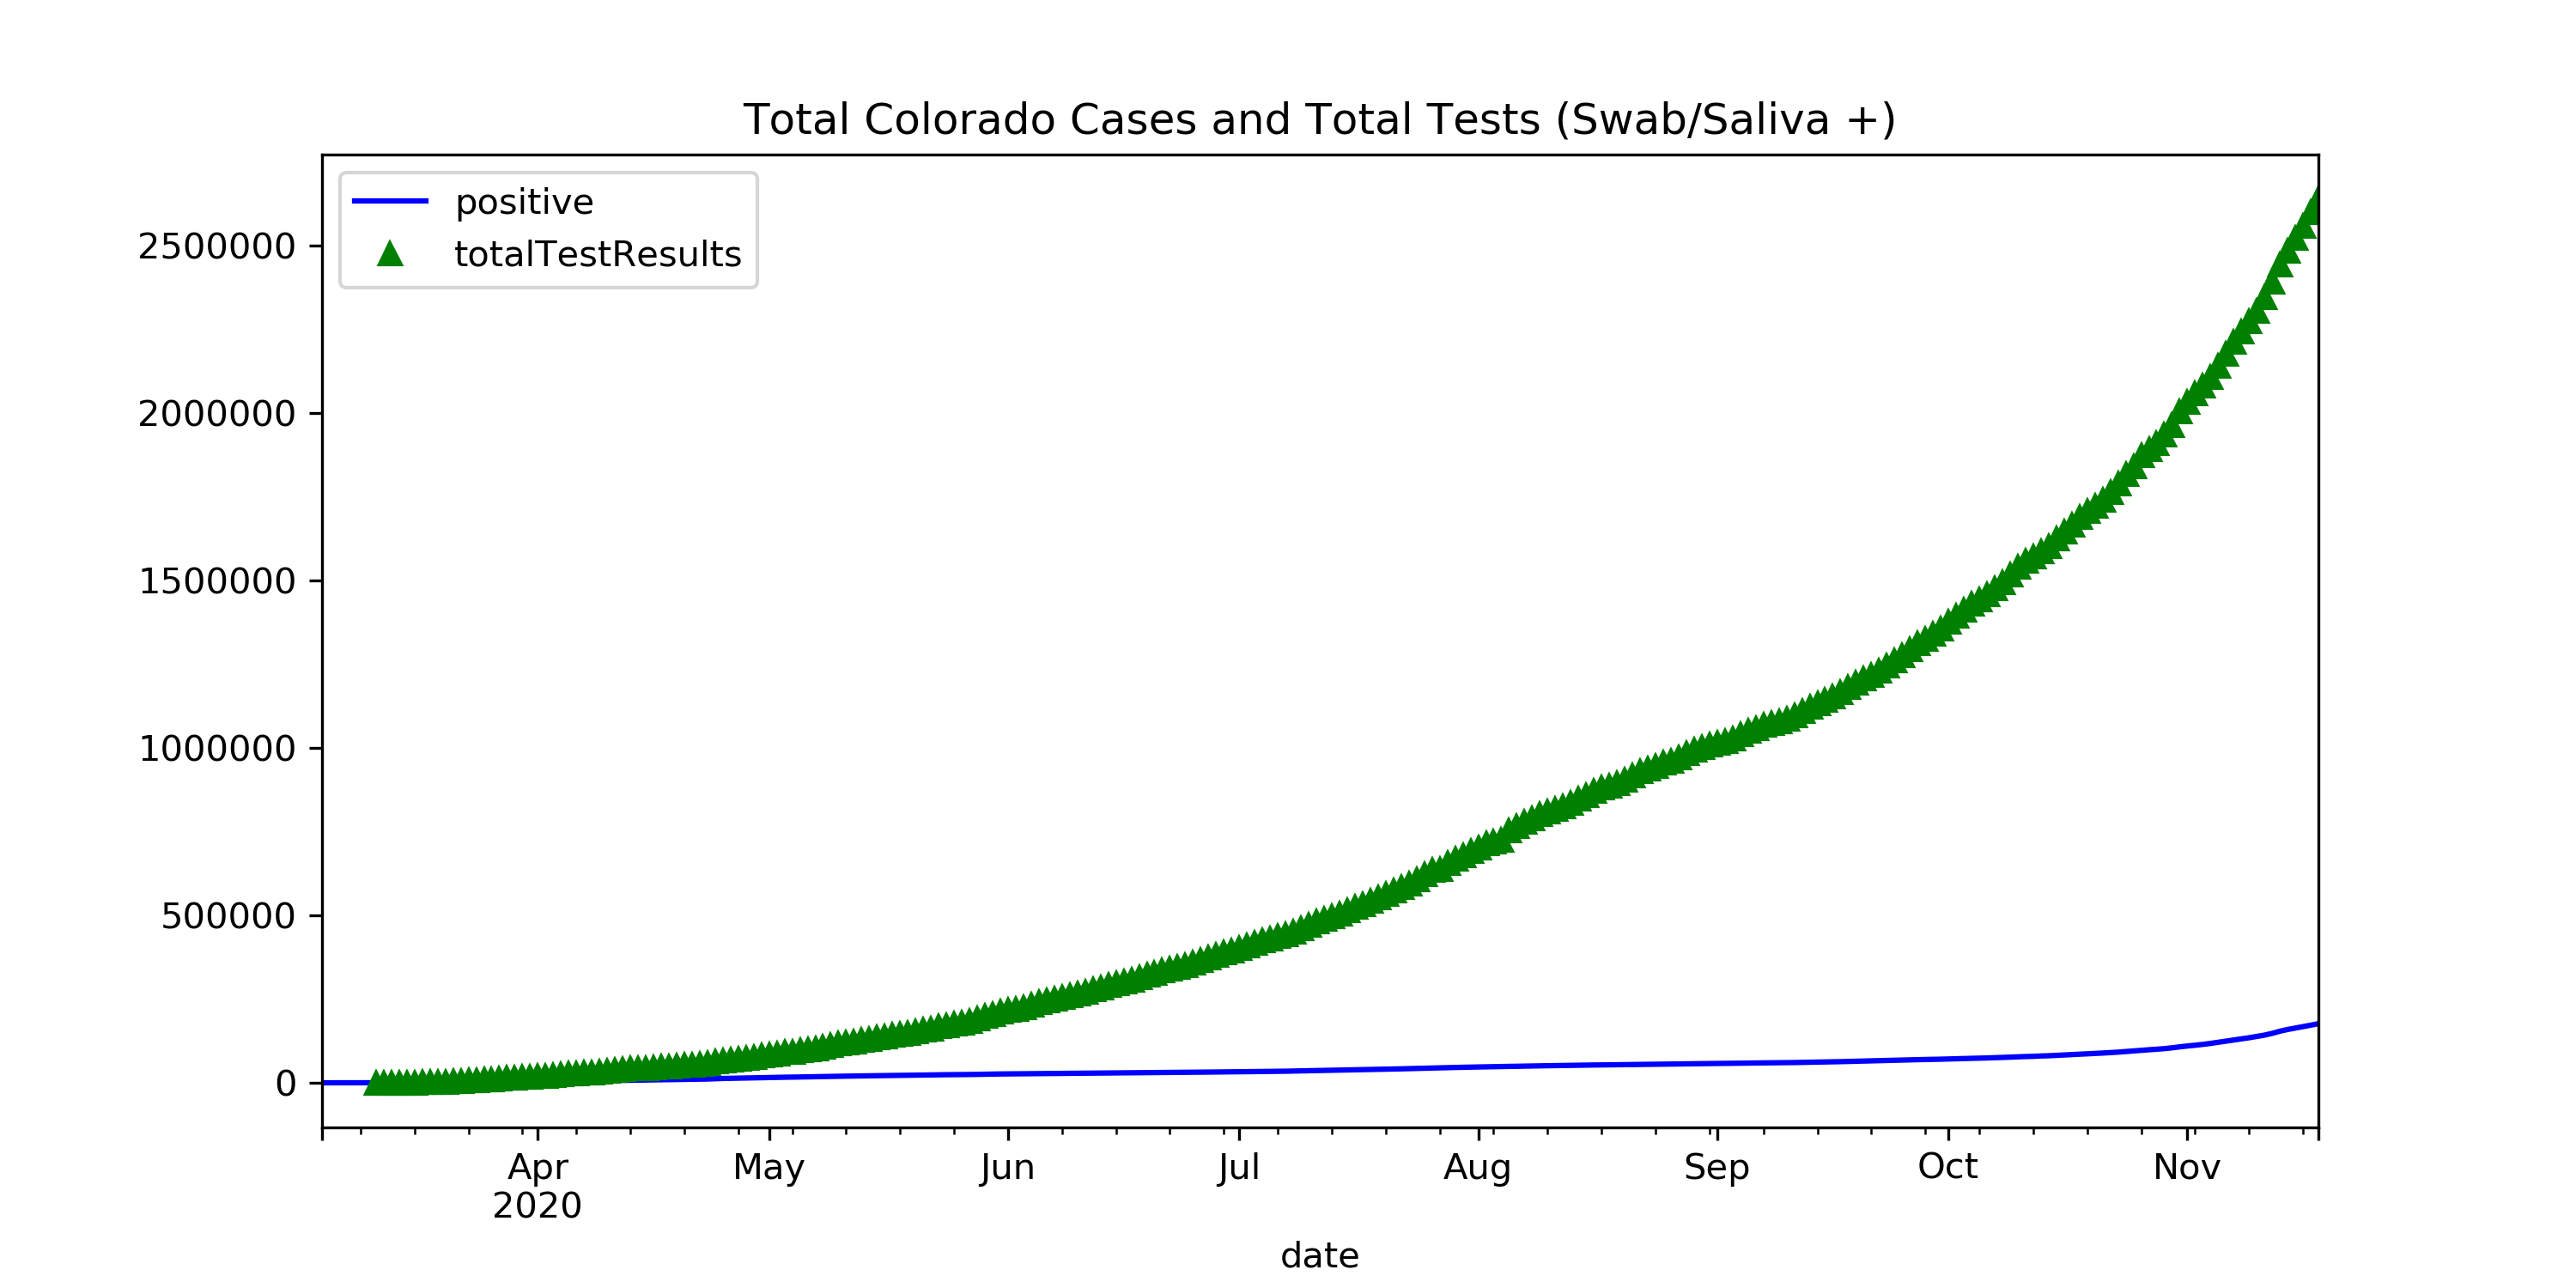 Total Colorado Cases and Total Tests (Swab/Saliva +)
positive
totalTestResults
2500000
2000000
1500000
1000000
500000
0
Apr May Jun Jul Aug Sep Oct Nov
2020
date